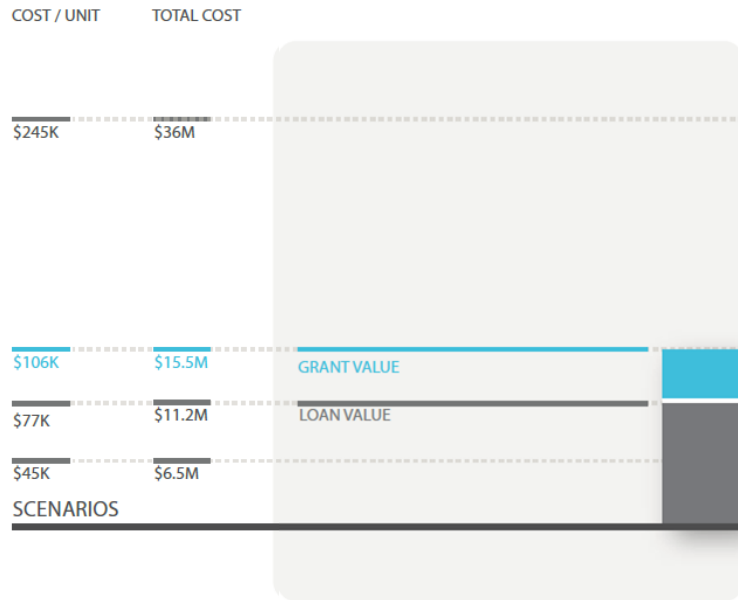 COST / UNIT TOTAL COST
$245K $36M
$106K $15.5M GRANT VALUE
$77K $11.2M LOAN VALUE
$45K $6.5M
SCENARIOS